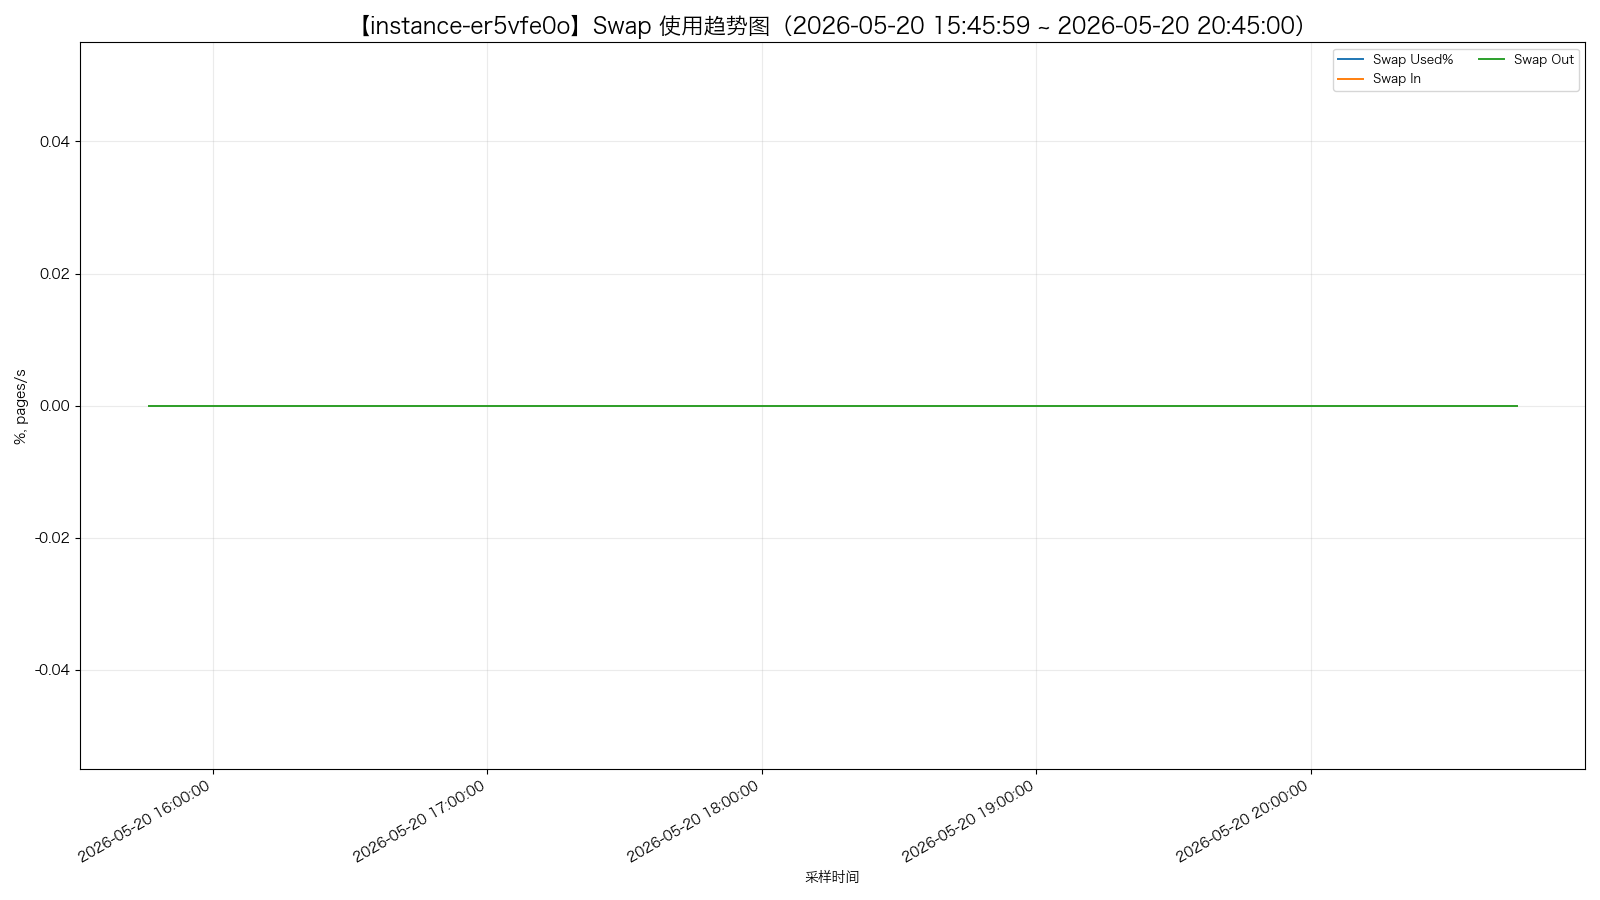 【instance-er5vfe0o】Swap 使用趋势图（2026-05-20 15:45:59 ~ 2026-05-20 20:45:00）
Swap Used%
Swap In
Swap Out
0.04
0.02
0.00
-0.02
-0.04
%, pages/s
2026-05-20 16:00:00
2026-05-20 17:00:00
2026-05-20 18:00:00
2026-05-20 19:00:00
2026-05-20 20:00:00
采样时间